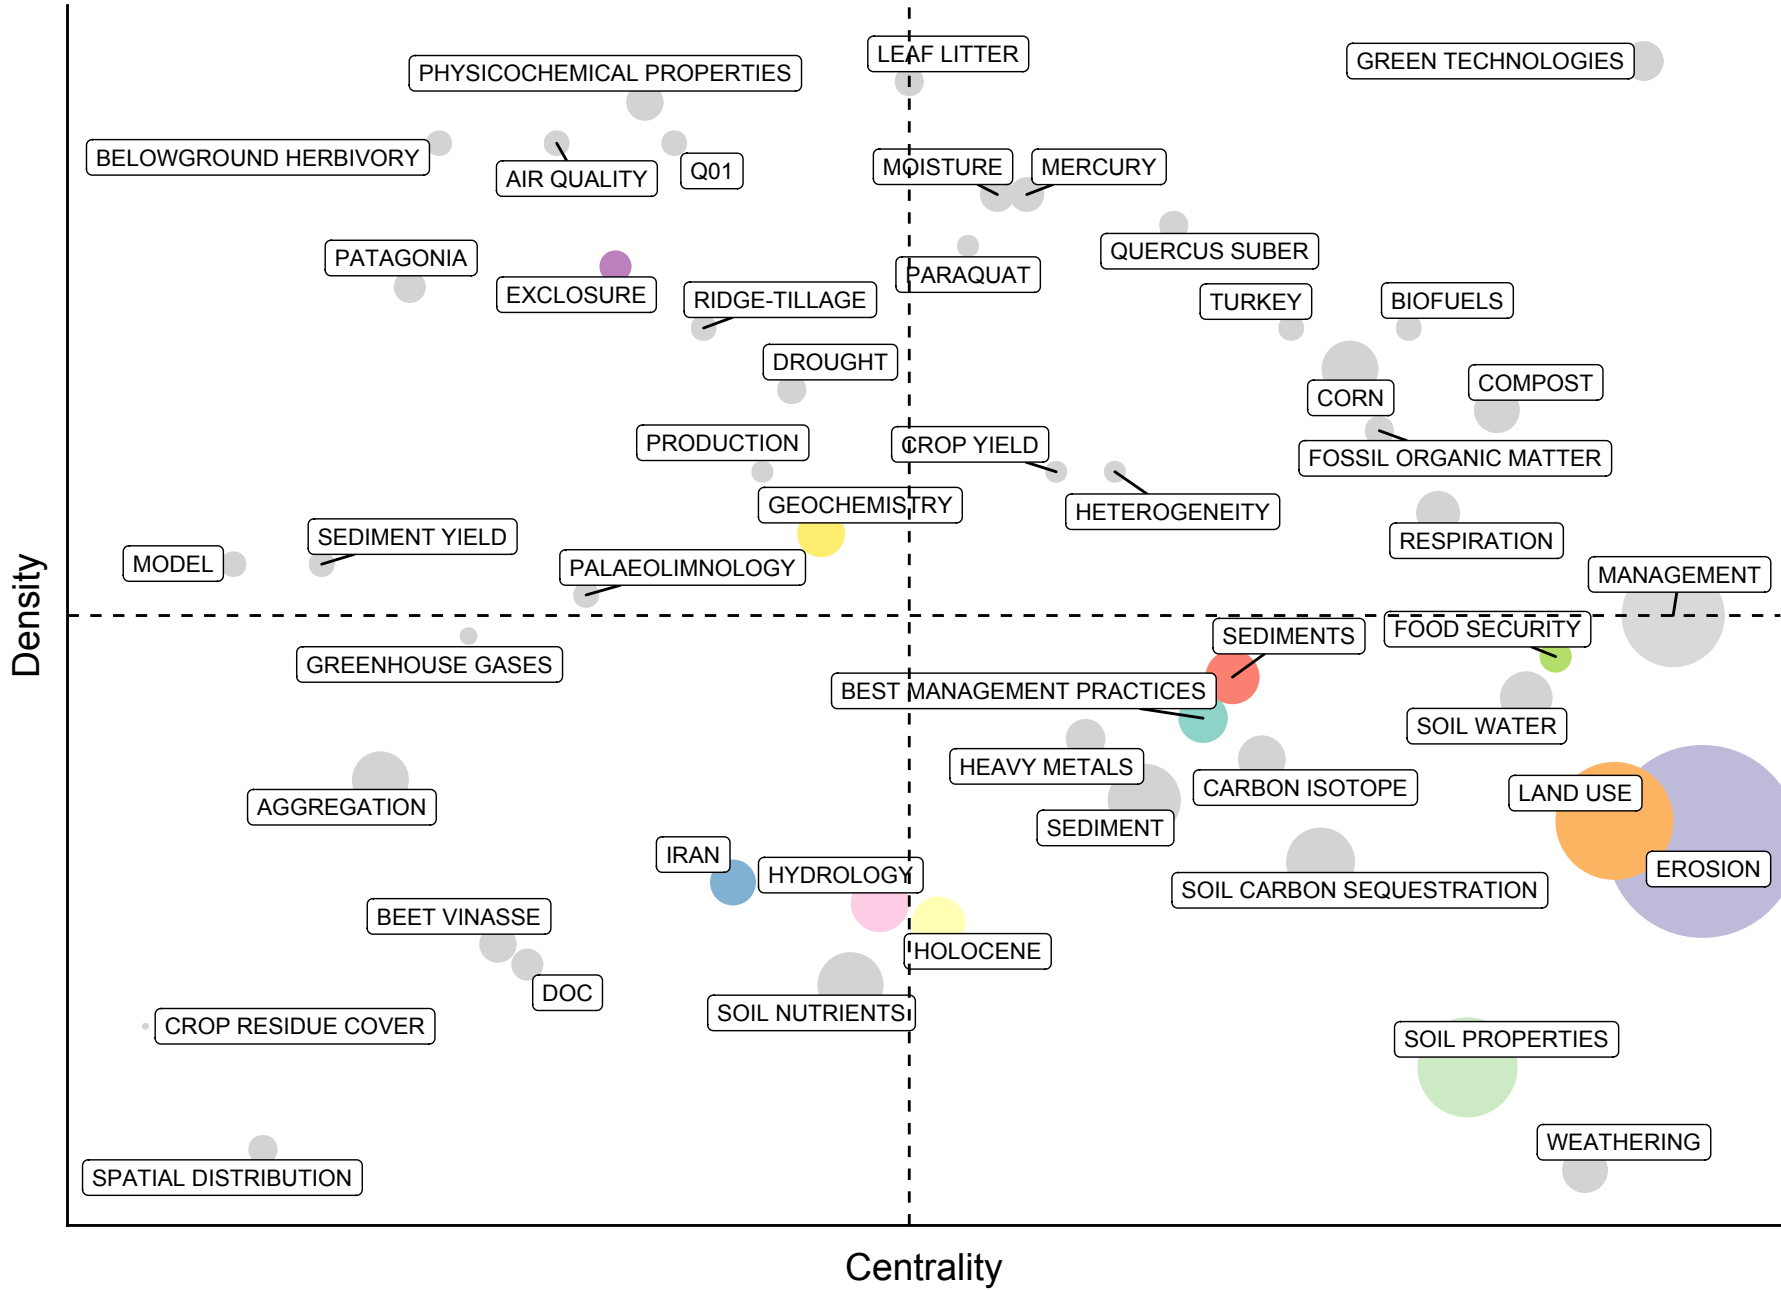 LEAF LITTER
GREEN TECHNOLOGIES
PHYSICOCHEMICAL PROPERTIES
BELOWGROUND HERBIVORY
AIR QUALITY
Q01
MOISTURE
MERCURY
QUERCUS SUBER
PATAGONIA
EXCLOSURE
RIDGE-TILLAGE
PARAQUAT
TURKEY
BIOFUELS
DROUGHT
CORN
COMPOST
PRODUCTION
CROP YIELD
FOSSIL ORGANIC MATTER
GEOCHEMISTRY
HETEROGENEITY
RESPIRATION
MODEL
SEDIMENT YIELD
PALAEOLIMNOLOGY
MANAGEMENT
Density
GREENHOUSE GASES
SEDIMENTS
FOOD SECURITY
BEST MANAGEMENT PRACTICES
SOIL WATER
HEAVY METALS
CARBON ISOTOPE
LAND USE
AGGREGATION
SEDIMENT
IRAN
HYDROLOGY
EROSION
SOIL CARBON SEQUESTRATION
BEET VINASSE
HOLOCENE
DOC
SOIL NUTRIENTS
CROP RESIDUE COVER
SOIL PROPERTIES
WEATHERING
SPATIAL DISTRIBUTION
Centrality